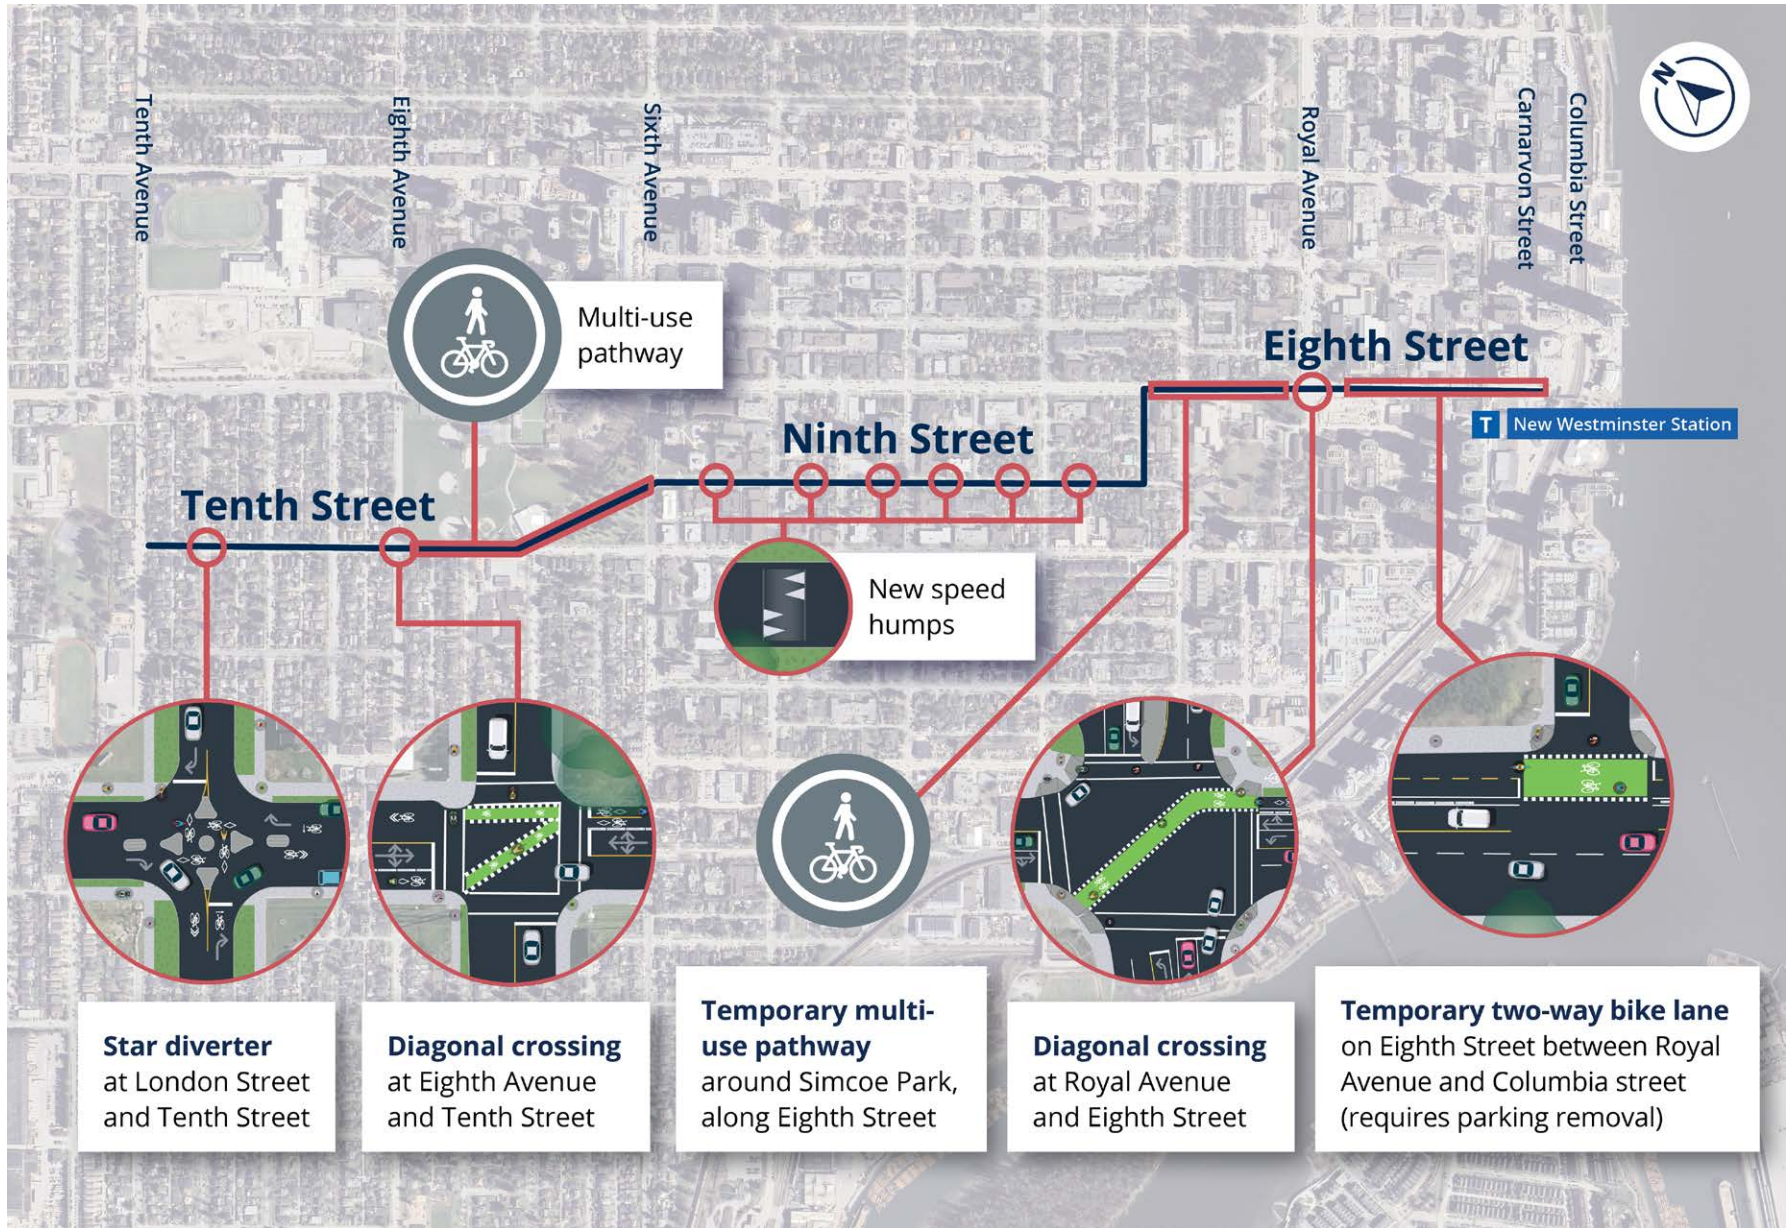 Tenth Avenue
Eighth Avenue
Sixth Avenue
Royal Avenue
Carnarvon Street
Columbia Street
N
Multi-use
pathway
Eighth Street
T New Westminster Station
Ninth Street
Tenth Street
New speed
humps
Star diverter
at London Street
and Tenth Street
Diagonal crossing
at Eighth Avenue
and Tenth Street
Temporary multi-
use pathway
around Simcoe Park,
along Eighth Street
Diagonal crossing
at Royal Avenue
and Eighth Street
Temporary two-way bike lane
on Eighth Street between Royal
Avenue and Columbia street
(requires parking removal)